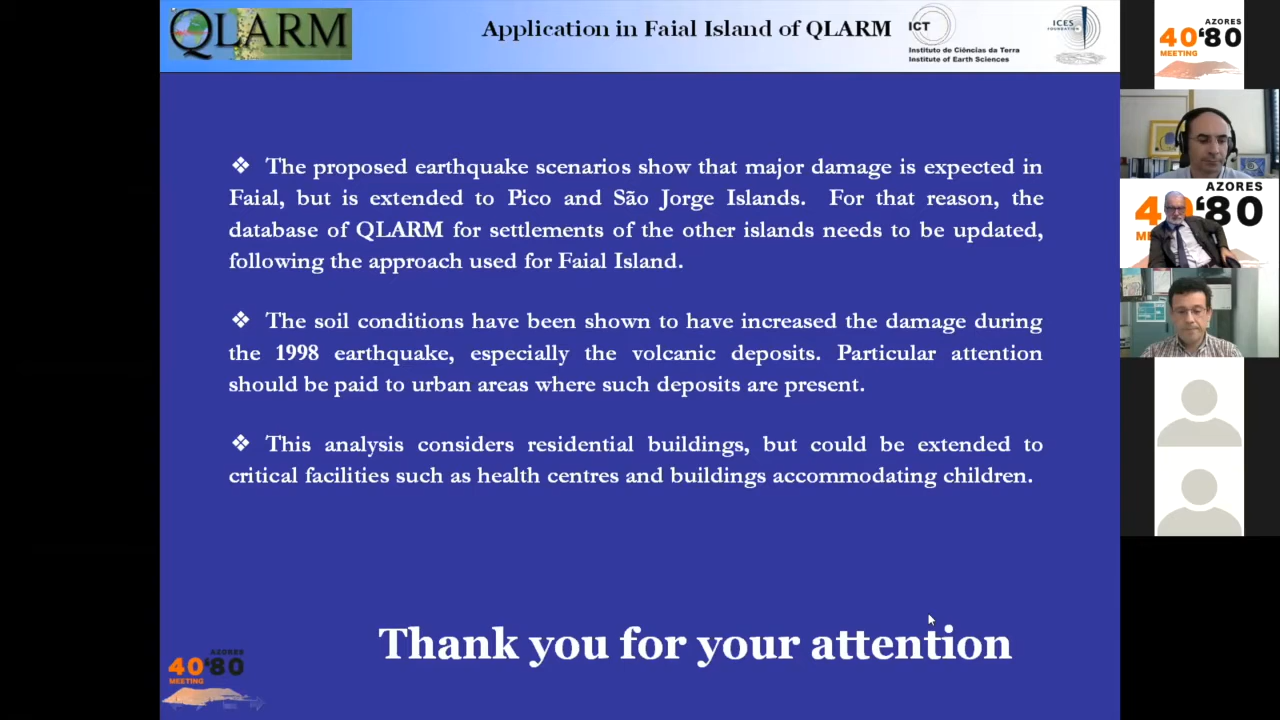 QLARM
Application in Faial Island of QLARM
ICT
Instituto de Ciências da Terra
Institute of Earth Sciences
ICES
FOUNDATION
❖ The proposed earthquake scenarios show that major damage is expected in
Faial, but is extended to Pico and São Jorge Islands. For that reason, the
database of QLARM for settlements of the other islands needs to be updated,
following the approach used for Faial Island.
❖ The soil conditions have been shown to have increased the damage during
the 1998 earthquake, especially the volcanic deposits. Particular attention
should be paid to urban areas where such deposits are present.
❖ This analysis considers residential buildings, but could be extended to
critical facilities such as health centres and buildings accommodating children.
Thank you for your attention
AZORES
40'80
MEETING
AZORES
40'80
MEETING
AZORES
80